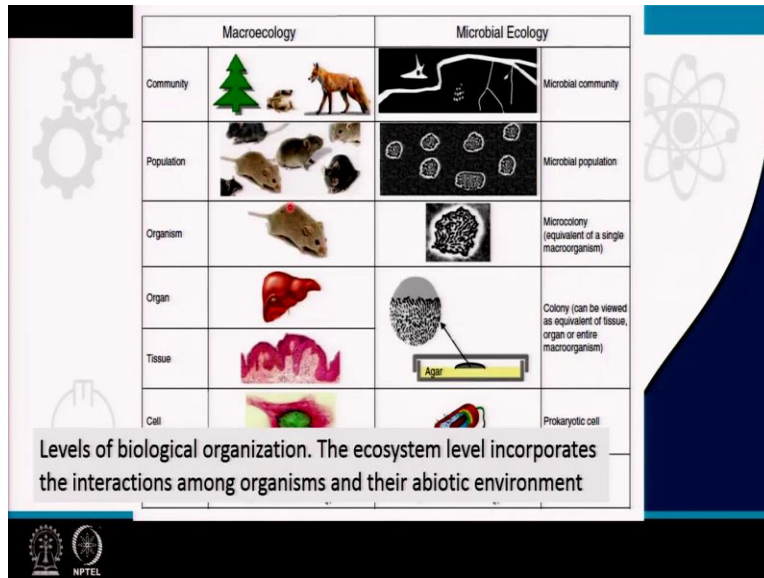 Macroecology
Microbial Ecology
Community
Microbial community
Population
Microbial population
Organism
Microcolony
(equivalent of a single
macroorganism)
Organ
Colony (can be viewed
as equivalent of tissue,
organ or entire
macroorganism)
Tissue
Agar
Cell
Prokaryotic cell
Levels of biological organization. The ecosystem level incorporates
the interactions among organisms and their abiotic environment
NPTEL